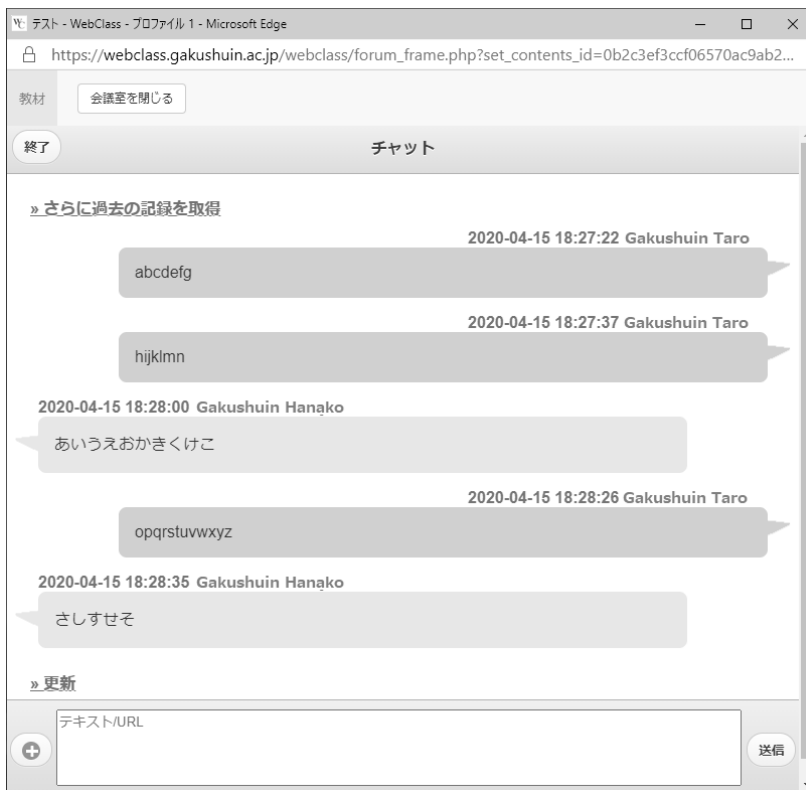 テスト - WebClass - プロファイル 1 - Microsoft Edge
https://webclass.gakushuin.ac.jp/webclass/forum_frame.php?set_contents_id=0b2c3ef3ccf06570ac9ab2...
教材 会議室を閉じる
終了 チャット
» さらに過去の記録を取得
2020-04-15 18:27:22 Gakushuin Taro
abcdefg
2020-04-15 18:27:37 Gakushuin Taro
hijklmn
2020-04-15 18:28:00 Gakushuin Hanako
あいうえおかきくけこ
2020-04-15 18:28:26 Gakushuin Taro
opqrstuvwxyz
2020-04-15 18:28:35 Gakushuin Hanako
さしすせそ
» 更新
テキスト/URL
送信